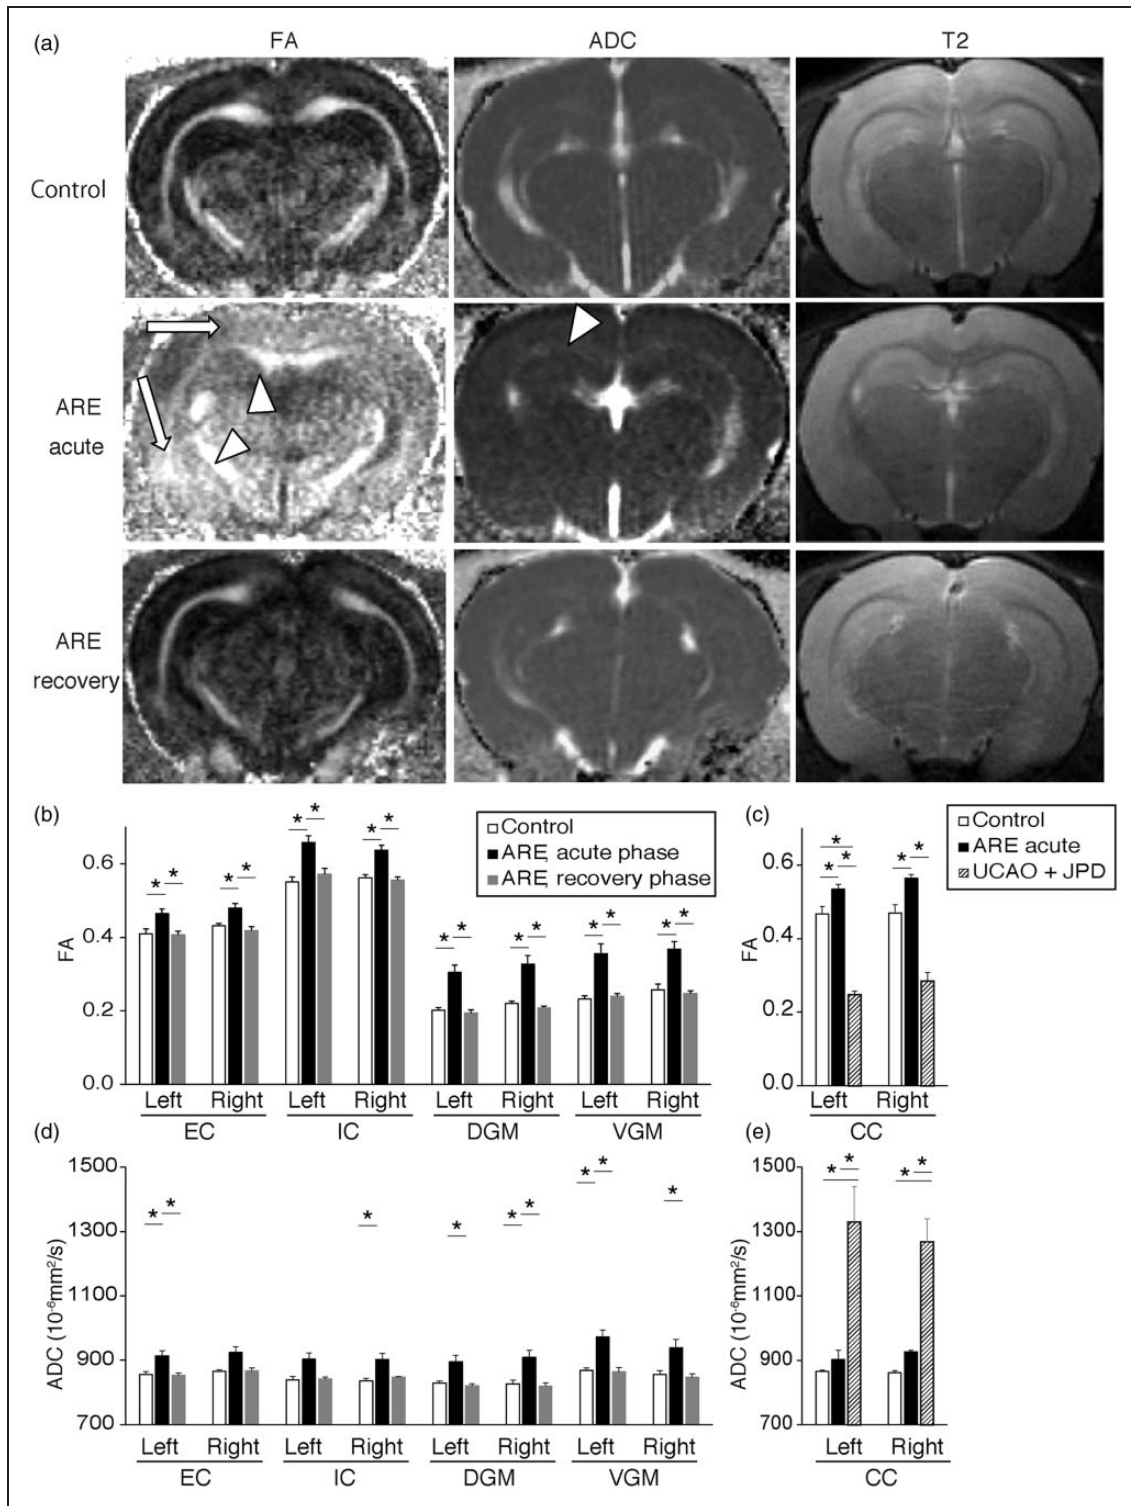 (a)
FA ADC T2
Control
ARE
acute
ARE
recovery
(b)
Control
ARE, acute phase
ARE, recovery phase
* * * * * * * * * * * * * * * *
FA
0.6
0.4
0.2
0.0
Left Right Left Right Left Right Left Right
EC IC DGM VGM
(c)
Control
ARE acute
UCAO + JPD
* * * * *
0.6
0.4
0.2
0.0
Left Right
CC
(d)
* * * * * * * * *
ADC (10-6mm2/s)
1500
1300
1100
900
700
Left Right Left Right Left Right Left Right
EC IC DGM VGM
(e)
* * * *
ADC (10-6mm2/s)
1500
1300
1100
900
700
Left Right
CC